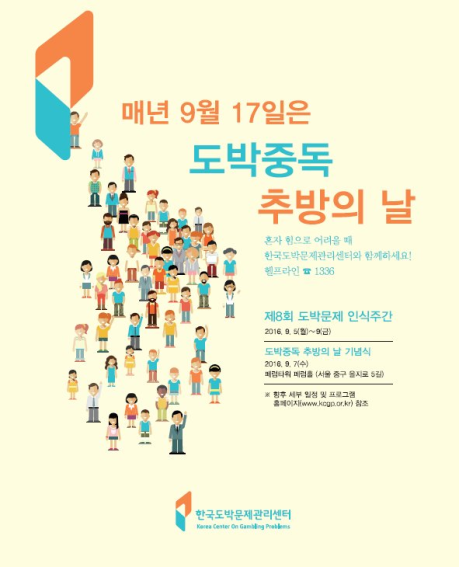 매년 9월 17일은
도박중독
추방의 날
혼자 힘으로 어려울 때
한국도박문제관리센터와 함께하세요!
헬프라인 ☎ 1336
제8회 도박문제 인식주간
2016. 9. 5(월)~9(금)
도박중독 추방의 날 기념식
2016. 9. 7(수)
페럼타워 페럼홀 (서울 중구 을지로 5길)
※ 향후 세부 일정 및 프로그램
홈페이지(www.kcgp.or.kr) 참조
한국도박문제관리센터
Korea Center On Gambling Problems